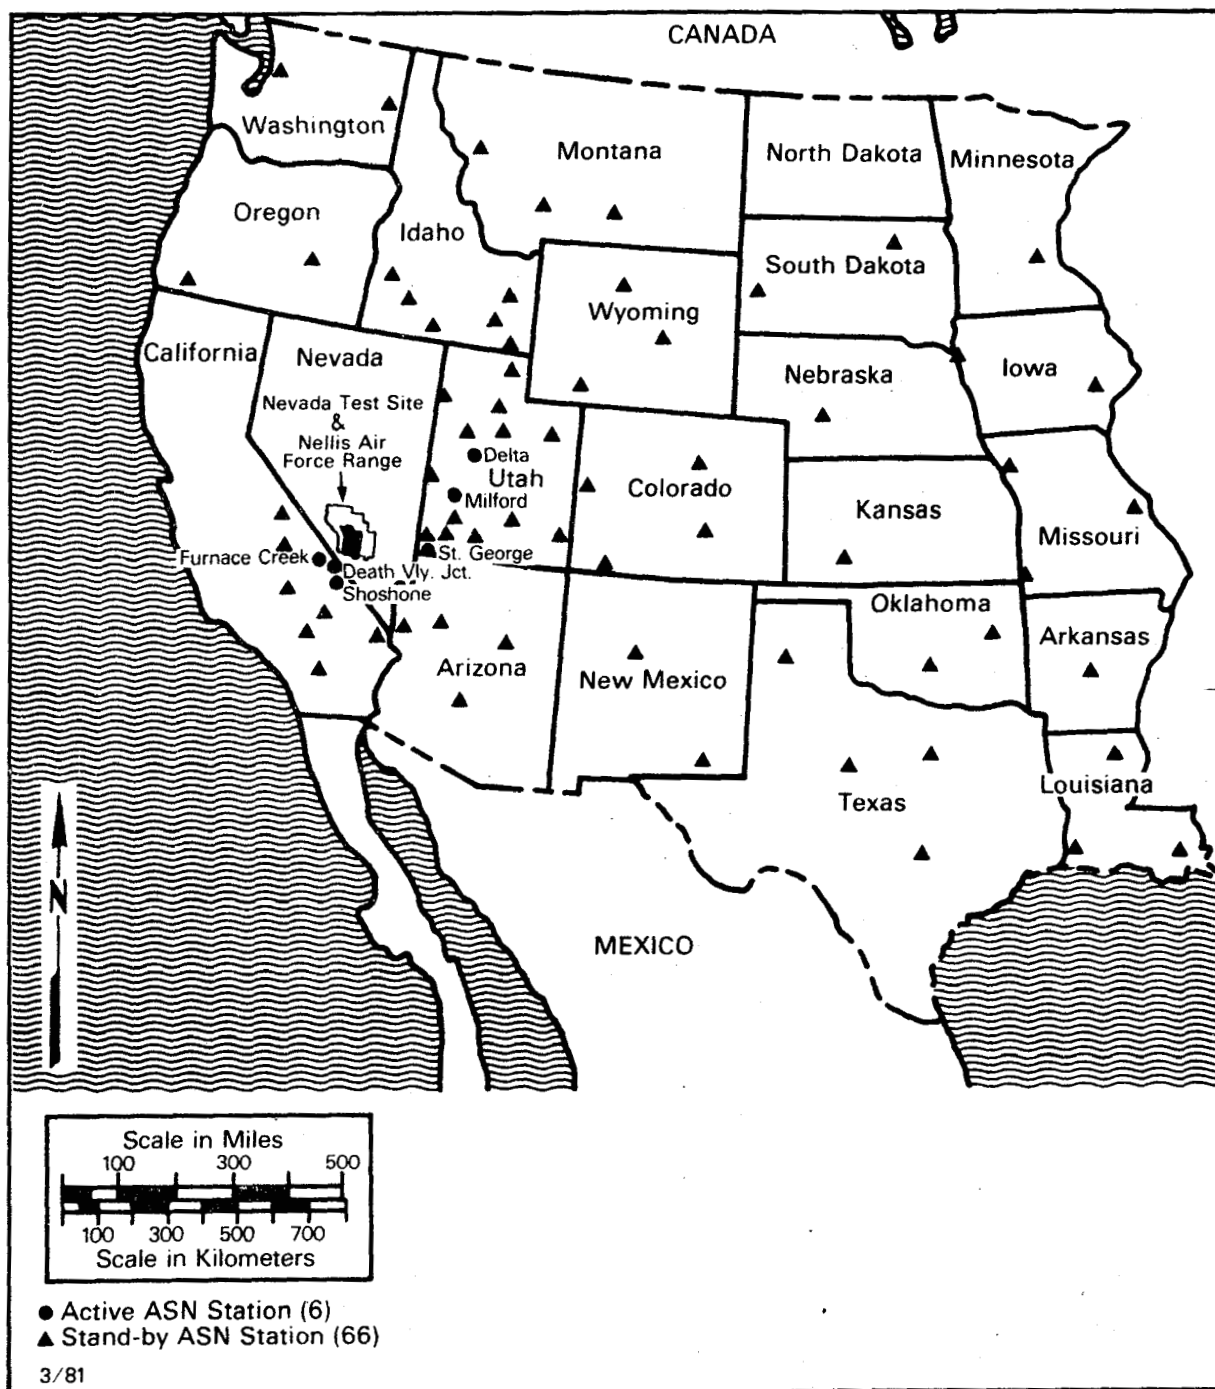 CANADA
Washington
Montana
North Dakota
Minnesota
Oregon
Idaho
South Dakota
Wyoming
California
Nevada
Nebraska
Iowa
Nevada Test Site
&
Nellis Air
Force Range
Delta
Utah
Milford
Colorado
Kansas
Missouri
Furnace Creek
St. George
Death Vly. Jct.
Shoshone
Oklahoma
Arkansas
Arizona
New Mexico
Texas
Louisiana
N
MEXICO
Scale in Miles
100 300 500
100 300 500 700
Scale in Kilometers
Active ASN Station (6)
Stand-by ASN Station (66)
3/81